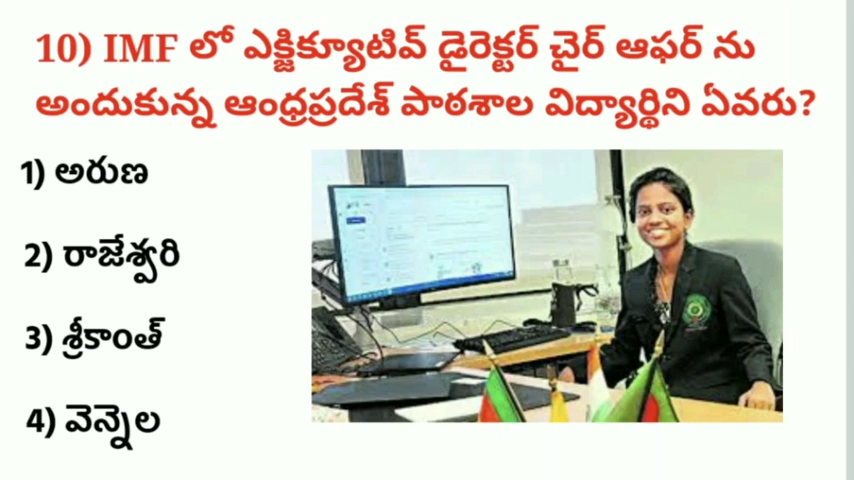 10) IMF లో ఎక్జిక్యూటివ్ డైరెక్టర్ చైర్ ఆఫర్ ను
అందుకున్న ఆంధ్రప్రదేశ్ పాఠశాల విద్యార్థిని ఏవరు?
1) అరుణ
2) రాజేశ్వరి
3) శ్రీకాంత్
4) వెన్నెల